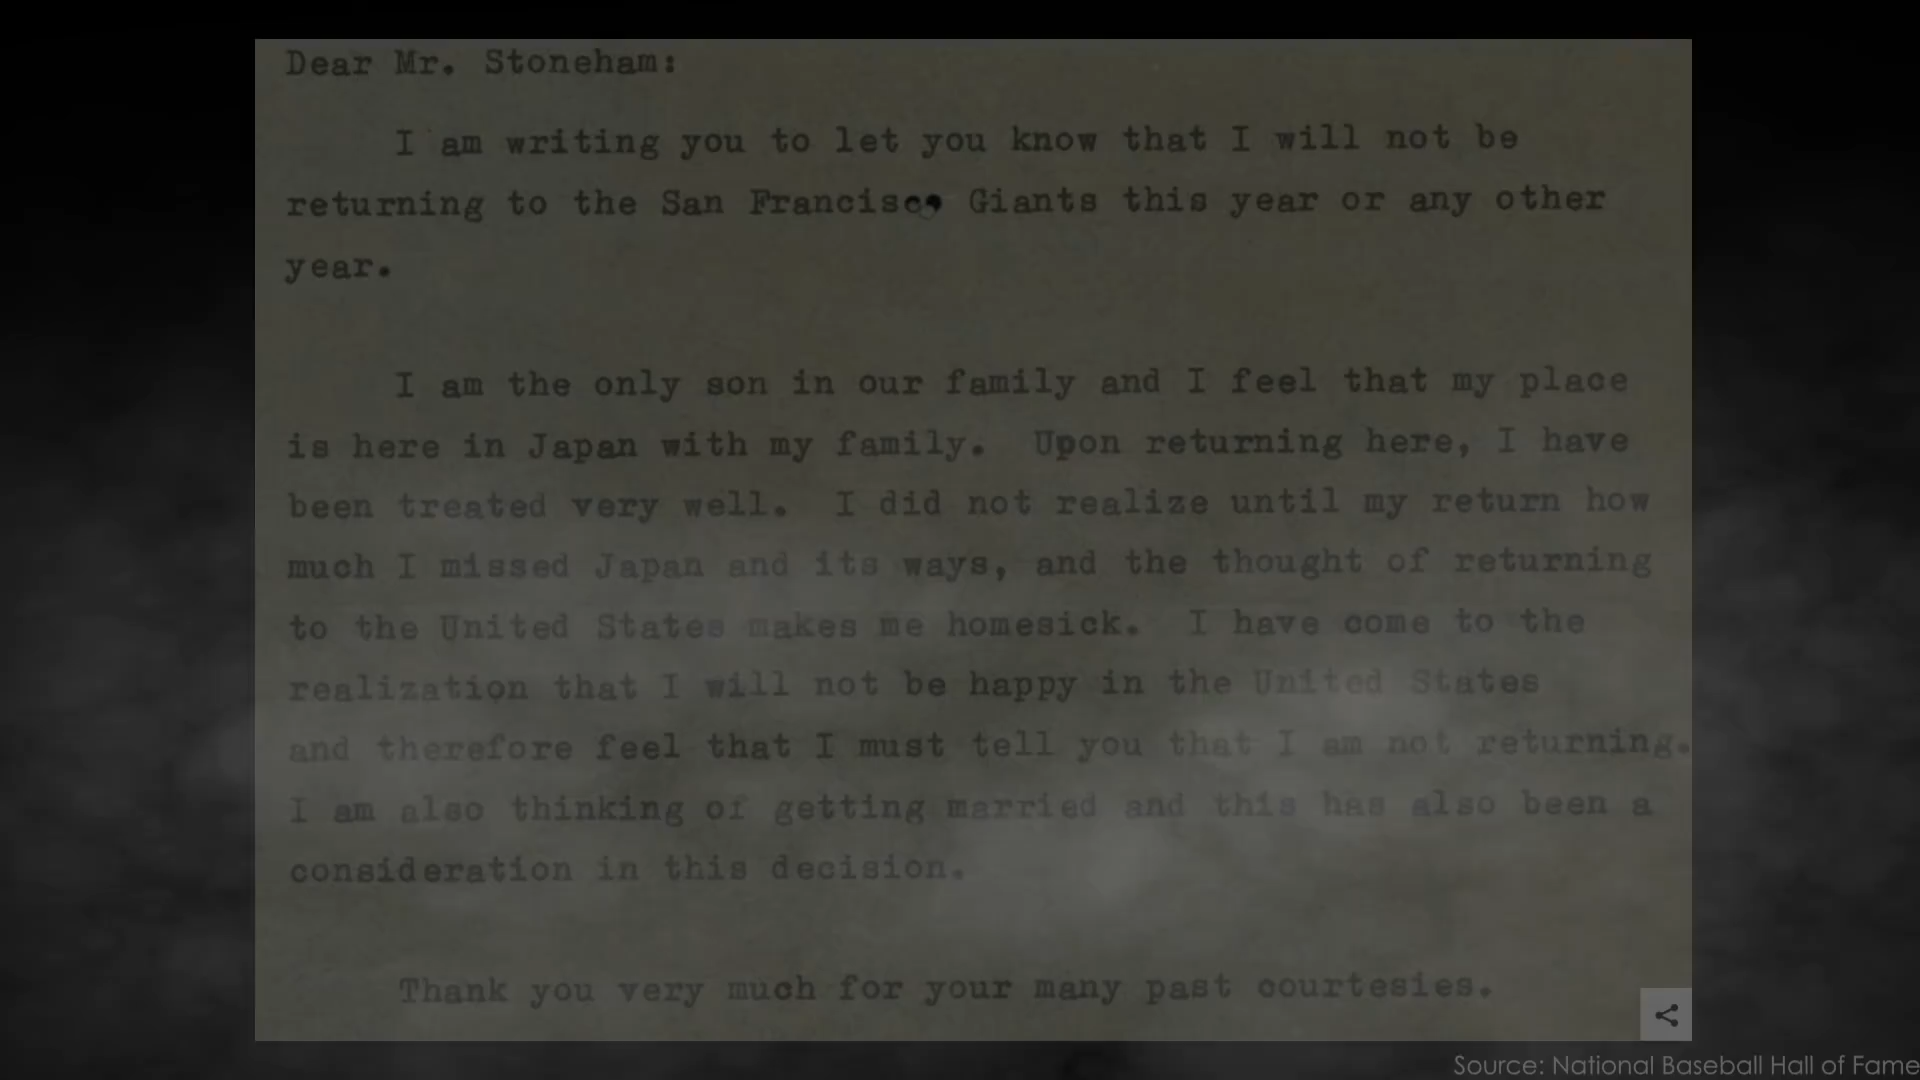 Dear Mr. Stoneham:
I am writing you to let you know that I will not be
returning to the San Francisco Giants this year or any other
year.
I am the only son in our family and I feel that my place
is here in Japan with my family. Upon returning here, I have
been treated very well. I did not realize until my return how
much I missed Japan and its ways, and the thought of returning
to the United States makes me homesick. I have come to the
realization that I will not be happy in the United States
and therefore feel that I must tell you that I am not returning.
I am also thinking of getting married and this has also been a
consideration in this decision.
Thank you very much for your many past courtesies.
Source: National Baseball Hall of Fame